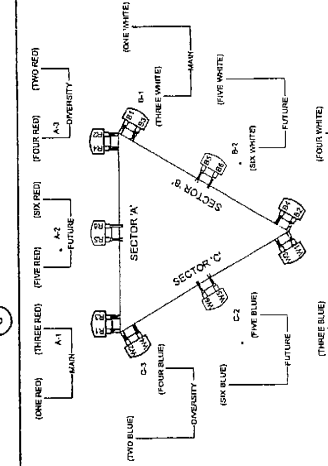 (ONE RED)
(THREE RED)
A-1
MAIN
(FIVE RED)
(SIX RED)
A-2
FUTURE
(FOUR RED)
(TWO RED)
A-3
DIVERSITY
SECTOR 'A'
(ONE WHITE)
(THREE WHITE)
B-1
MAIN
(FIVE WHITE)
(SIX WHITE)
B-2
FUTURE
(FOUR WHITE)
SECTOR 'B'
B5
SECTOR 'C'
C-2
(FIVE BLUE)
(SIX BLUE)
FUTURE
C-3
(FOUR BLUE)
(TWO BLUE)
DIVERSITY
(THREE BLUE)